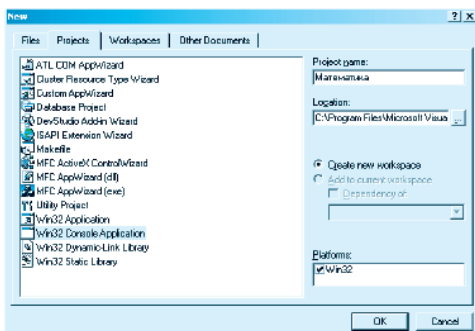 New
Files Projects Workspaces Other Documents
ATL COM AppWizard
Cluster Resource Type Wizard
Custom AppWizard
Database Project
DevStudio Add-in Wizard
ISAPI Extension Wizard
Makefile
MFC ActiveX ControlWizard
MFC AppWizard (dll)
MFC AppWizard (exe)
Utility Project
Win32 Application
Win32 Console Application
Win32 Dynamic-Link Library
Win32 Static Library
Project name:
Математика
Location:
C:\Program Files\Microsoft Visua ...
Create new workspace
Add to current workspace
Dependency of:
Platforms:
Win32
OK Cancel